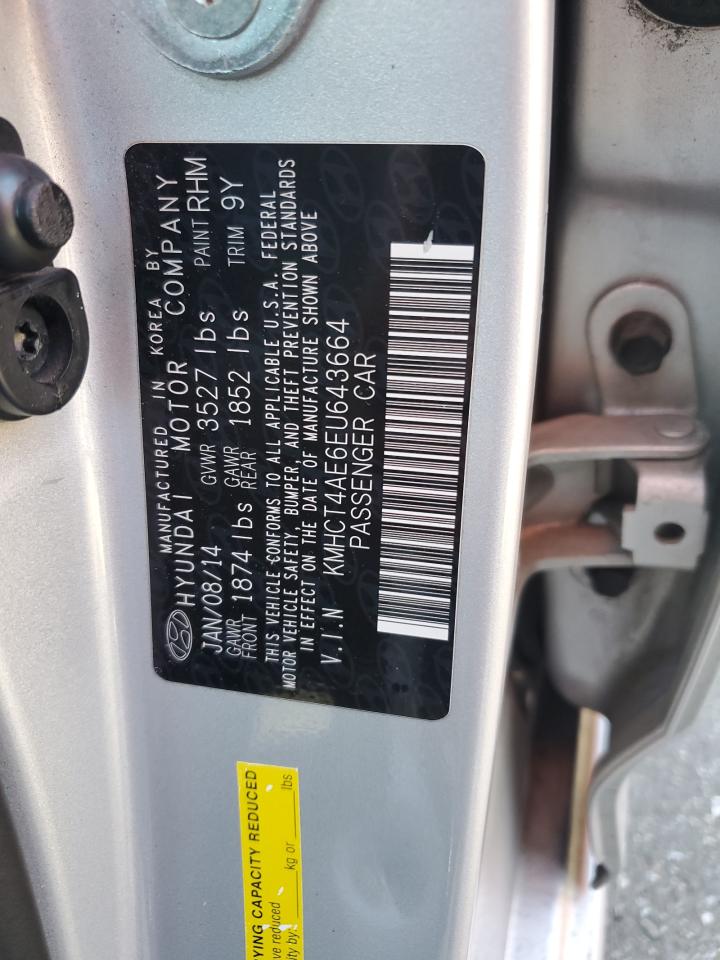 MANUFACTURED IN KOREA BY
HYUNDAI MOTOR COMPANY
JAN/08/14 GVWR 3527 lbs PAINT RHM
GAWR FRONT 1874 lbs GAWR REAR 1852 lbs TRIM 9Y
THIS VEHICLE CONFORMS TO ALL APPLICABLE U.S.A. FEDERAL
MOTOR VEHICLE SAFETY, BUMPER, AND THEFT PREVENTION STANDARDS
IN EFFECT ON THE DATE OF MANUFACTURE SHOWN ABOVE
V.I.N KMHCT4AE6EU643664
PASSENGER CAR
CAPACITY REDUCED
reduced kg or lbs
by: